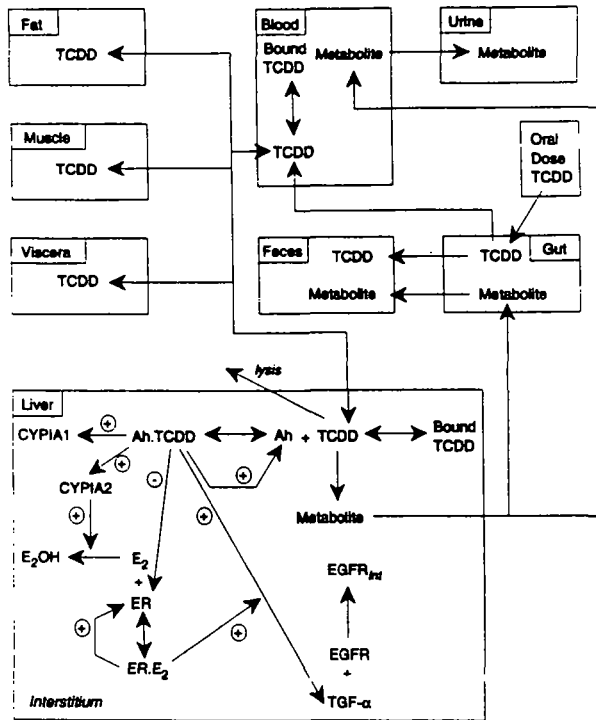 Fat
TCDD
Blood
Bound
TCDD
Metabolite
TCDD
Urine
Metabolite
Muscle
TCDD
Oral
Dose
TCDD
Viscera
TCDD
Feces
TCDD
Metabolite
Gut
TCDD
Metabolite
lysis
Liver
CYPIA1
+
Ah.TCDD
Ah + TCDD
Bound
TCDD
+
-
+
CYPIA2
+
+
Metabolite
E2OH
E2
+
ER
+
ER.E2
+
EGFRInt
EGFR
+
TGF-α
Interstitium